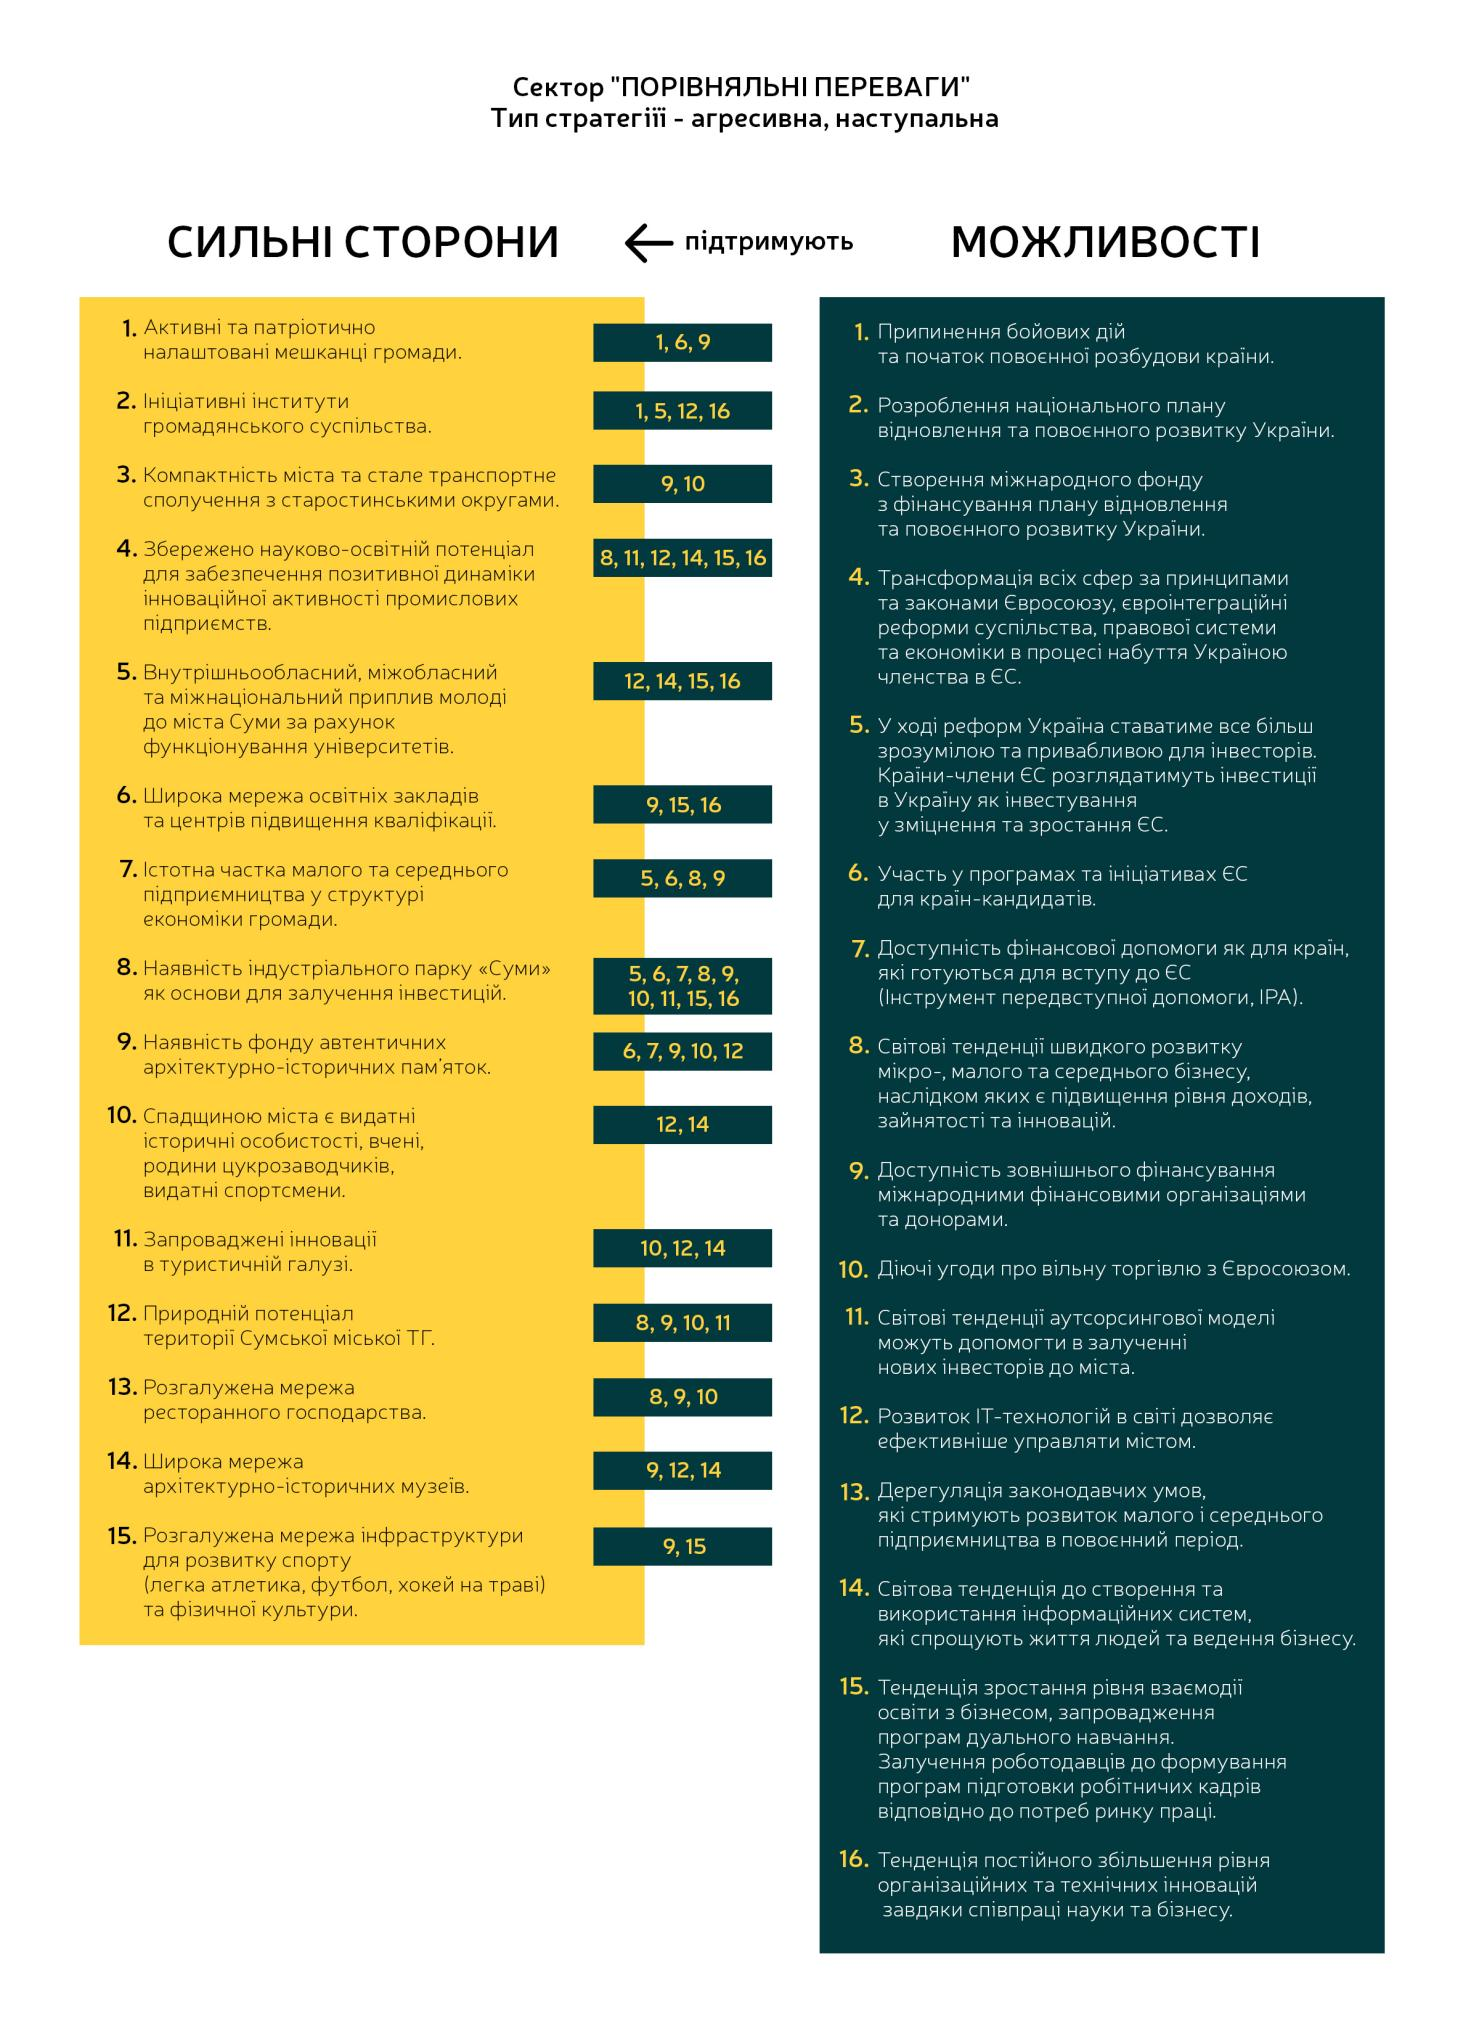 Сектор "ПОРІВНЯЛЬНІ ПЕРЕВАГИ"
Тип стратегіїї - агресивна, наступальна
СИЛЬНІ СТОРОНИ
підтримують
МОЖЛИВОСТІ
1. Активні та патріотично
налаштовані мешканці громади.
1, 6, 9
2. Ініціативні інститути
громадянського суспільства.
1, 5, 12, 16
3. Компактність міста та стале транспортне
сполучення з старостинськими округами.
9, 10
4. Збережено науково-освітній потенціал
для забезпечення позитивної динаміки
інноваційної активності промислових
підприємств.
8, 11, 12, 14, 15, 16
5. Внутрішньообласний, міжобласний
та міжнаціональний приплив молоді
до міста Суми за рахунок
функціонування університетів.
12, 14, 15, 16
6. Широка мережа освітніх закладів
та центрів підвищення кваліфікації.
9, 15, 16
7. Істотна частка малого та середнього
підприємництва у структурі
економіки громади.
5, 6, 8, 9
8. Наявність індустріального парку «Суми»
як основи для залучення інвестицій.
5, 6, 7, 8, 9,
10, 11, 15, 16
9. Наявність фонду автентичних
архітектурно-історичних пам’яток.
6, 7, 9, 10, 12
10. Спадщиною міста є видатні
історичні особистості, вчені,
родини цукрозаводчиків,
видатні спортсмени.
12, 14
11. Запроваджені інновації
в туристичній галузі.
10, 12, 14
12. Природній потенціал
території Сумської міської ТГ.
8, 9, 10, 11
13. Розгалужена мережа
ресторанного господарства.
8, 9, 10
14. Широка мережа
архітектурно-історичних музеїв.
9, 12, 14
15. Розгалужена мережа інфраструктури
для розвитку спорту
(легка атлетика, футбол, хокей на траві)
та фізичної культури.
9, 15
1. Припинення бойових дій
та початок повоєнної розбудови країни.
2. Розроблення національного плану
відновлення та повоєнного розвитку України.
3. Створення міжнародного фонду
з фінансування плану відновлення
та повоєнного розвитку України.
4. Трансформація всіх сфер за принципами
та законами Євросоюзу, євроінтеграційні
реформи суспільства, правової системи
та економіки в процесі набуття Україною
членства в ЄС.
5. У ході реформ Україна ставатиме все більш
зрозумілою та привабливою для інвесторів.
Країни-члени ЄС розглядатимуть інвестиції
в Україну як інвестування
у зміцнення та зростання ЄС.
6. Участь у програмах та ініціативах ЄС
для країн-кандидатів.
7. Доступність фінансової допомоги як для країн,
які готуються для вступу до ЄС
(Інструмент передвступної допомоги, IPA).
8. Світові тенденції швидкого розвитку
мікро-, малого та середнього бізнесу,
наслідком яких є підвищення рівня доходів,
зайнятості та інновацій.
9. Доступність зовнішнього фінансування
міжнародними фінансовими організаціями
та донорами.
10. Діючі угоди про вільну торгівлю з Євросоюзом.
11. Світові тенденції аутсорсингової моделі
можуть допомогти в залученні
нових інвесторів до міста.
12. Розвиток ІТ-технологій в світі дозволяє
ефективніше управляти містом.
13. Дерегуляція законодавчих умов,
які стримують розвиток малого і середнього
підприємництва в повоєнний період.
14. Світова тенденція до створення та
використання інформаційних систем,
які спрощують життя людей та ведення бізнесу.
15. Тенденція зростання рівня взаємодії
освіти з бізнесом, запровадження
програм дуального навчання.
Залучення роботодавців до формування
програм підготовки робітничих кадрів
відповідно до потреб ринку праці.
16. Тенденція постійного збільшення рівня
організаційних та технічних інновацій
завдяки співпраці науки та бізнесу.